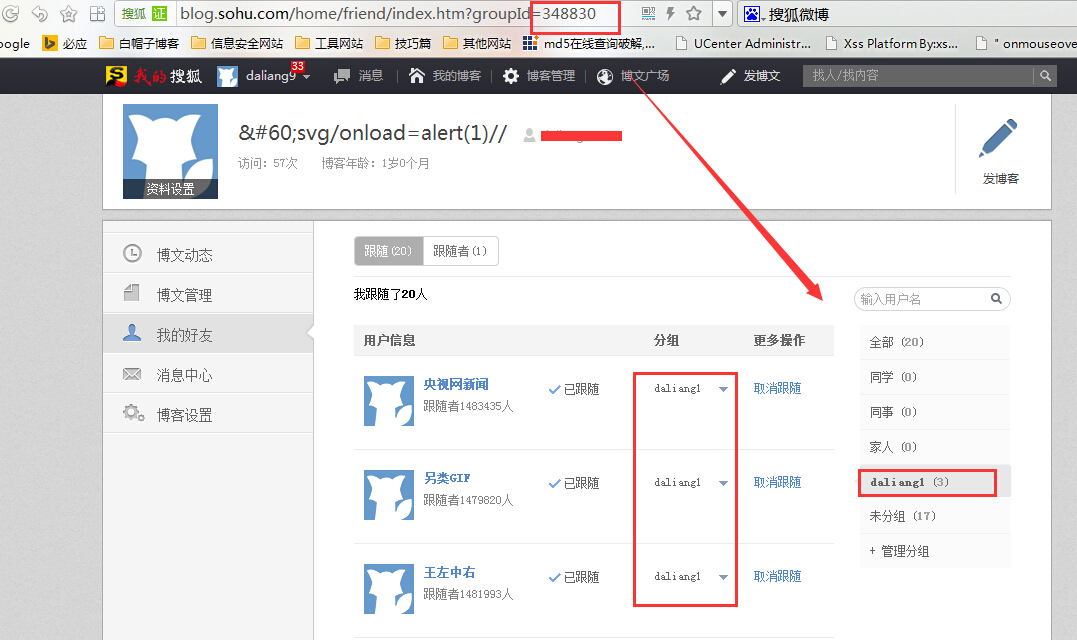 搜狐 证 blog.sohu.com/home/friend/index.htm?groupId=348830 搜狐微博
oogle 必应 白帽子博客 信息安全网站 工具网站 技巧篇 其他网站 md5在线查询破解,... UCenter Administr... Xss Platform By:xs... " onmouseove
我的搜狐 daliang9 33 消息 我的博客 博客管理 博文广场 发博文 找人/找内容
&#60;svg/onload=alert(1)//
访问: 57次 博客年龄: 1岁0个月
资料设置
发博客
博文动态
博文管理
我的好友
消息中心
博客设置
跟随 (20) 跟随者 (1)
我跟随了20人
输入用户名
用户信息 分组 更多操作
央视网新闻
跟随者1483435人
已跟随 daliang1 取消跟随
另类GIF
跟随者1479820人
已跟随 daliang1 取消跟随
王左中右
跟随者1481993人
已跟随 daliang1 取消跟随
全部 (20)
同学 (0)
同事 (0)
家人 (0)
daliang1 (3)
未分组 (17)
+ 管理分组